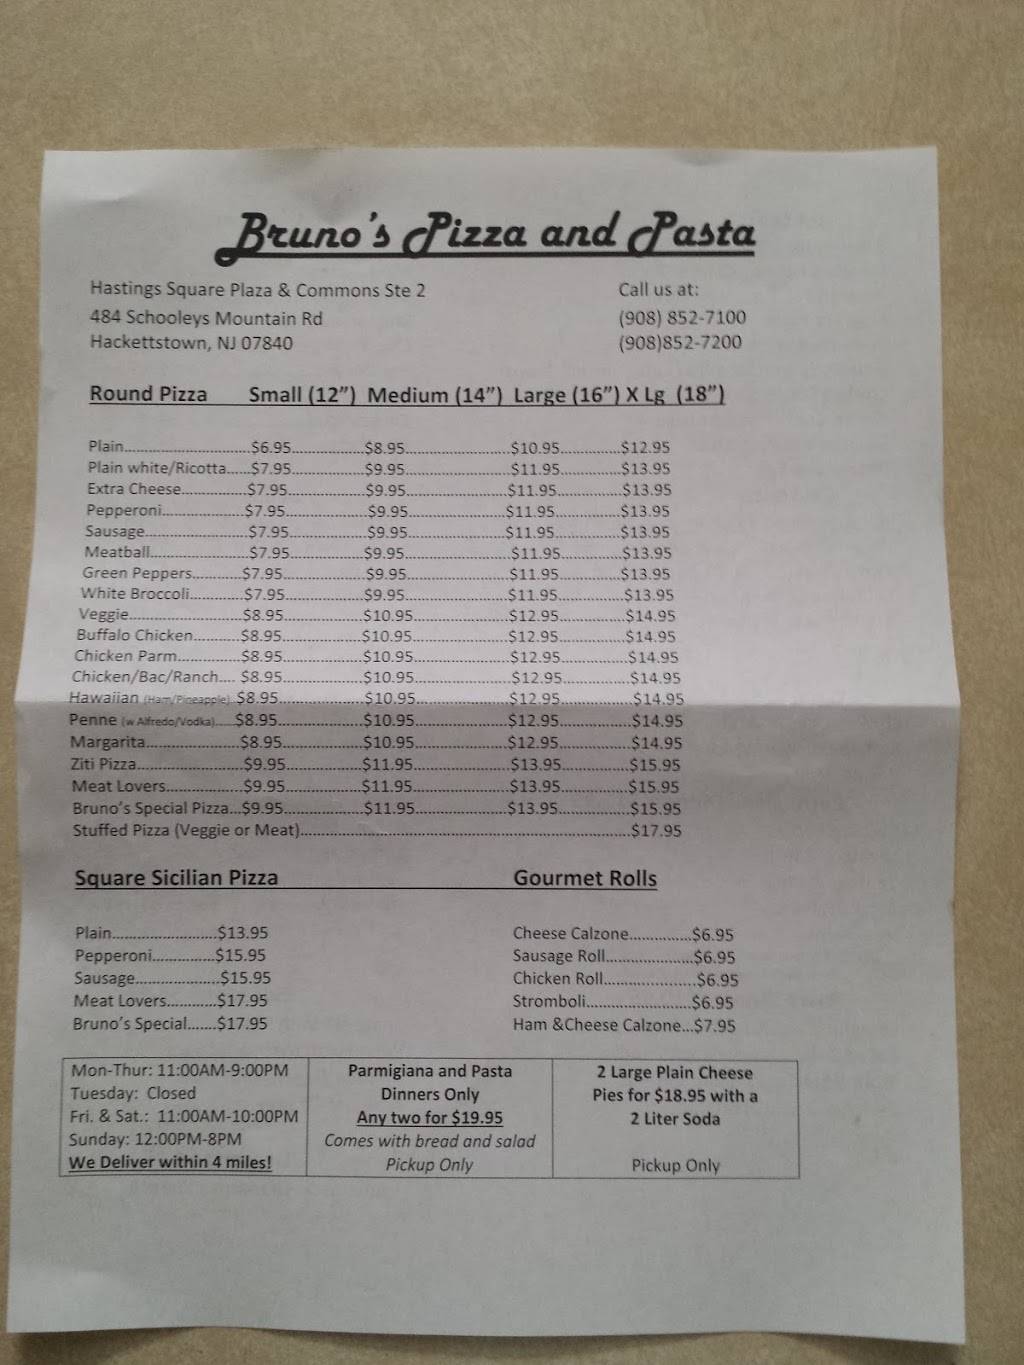 Bruno's Pizza and Pasta
Hastings Square Plaza & Commons Ste 2 Call us at:
484 Schooleys Mountain Rd (908) 852-7100
Hackettstown, NJ 07840 (908)852-7200
Round Pizza Small (12") Medium (14") Large (16") X Lg (18")
Plain............................$6.95................$8.95.......................$10.95.............$12.95
Plain white/Ricotta......$7.95................$9.95.......................$11.95.............$13.95
Extra Cheese...............$7.95.................$9.95.......................$11.95..............$13.95
Pepperoni...................$7.95..................$9.95......................$11.95...............$13.95
Sausage.......................$7.95.................$9.95......................$11.95...............$13.95
Meatball......................$7.95................$9.95.......................$11.95..............$13.95
Green Peppers...........$7.95..................$9.95.......................$11.95..............$13.95
White Broccoli............$7.95..................$9.95.......................$11.95...............$13.95
Veggie.........................$8.95..................$10.95.....................$12.95...............$14.95
Buffalo Chicken..........$8.95..................$10.95.....................$12.95...............$14.95
Chicken Parm..............$8.95..................$10.95.....................$12.95...............$14.95
Chicken/Bac/Ranch.... $8.95..................$10.95.....................$12.95...............$14.95
Hawaiian (Ham/Pineapple). $8.95...................$10.95.....................$12.95................$14.95
Penne (w Alfredo/Vodka)......$8.95...................$10.95.....................$12.95................$14.95
Margarita.....................$8.95..................$10.95.....................$12.95................$14.95
Ziti Pizza........................$9.95.................$11.95.....................$13.95...............$15.95
Meat Lovers.................$9.95.................$11.95.....................$13.95...............$15.95
Bruno's Special Pizza...$9.95..................$11.95....................$13.95................$15.95
Stuffed Pizza (Veggie or Meat)..........................................................................$17.95
Square Sicilian Pizza Gourmet Rolls
Plain.......................$13.95 Cheese Calzone..............$6.95
Pepperoni..............$15.95 Sausage Roll...................$6.95
Sausage...................$15.95 Chicken Roll.....................$6.95
Meat Lovers...........$17.95 Stromboli.......................$6.95
Bruno's Special.......$17.95 Ham &Cheese Calzone...$7.95
Mon-Thur: 11:00AM-9:00PM
Tuesday: Closed
Fri. & Sat.: 11:00AM-10:00PM
Sunday: 12:00PM-8PM
We Deliver within 4 miles!
Parmigiana and Pasta
Dinners Only
Any two for $19.95
Comes with bread and salad
Pickup Only
2 Large Plain Cheese
Pies for $18.95 with a
2 Liter Soda
Pickup Only